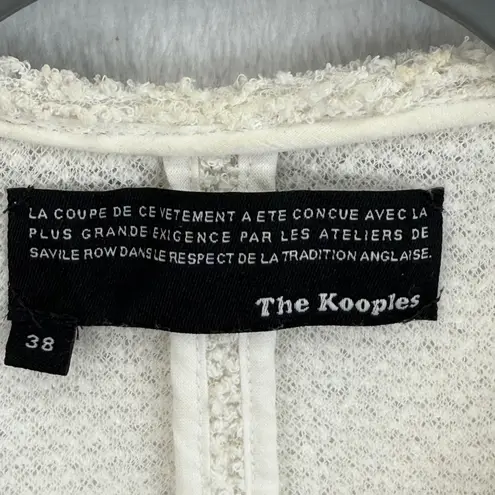 LA COUPE DE CE VETEMENT A ETE CONCUE AVEC LA
PLUS GRANDE EXIGENCE PAR LES ATELIERS DE
SAVILE ROW DANS LE RESPECT DE LA TRADITION ANGLAISE.
The Kooples
38